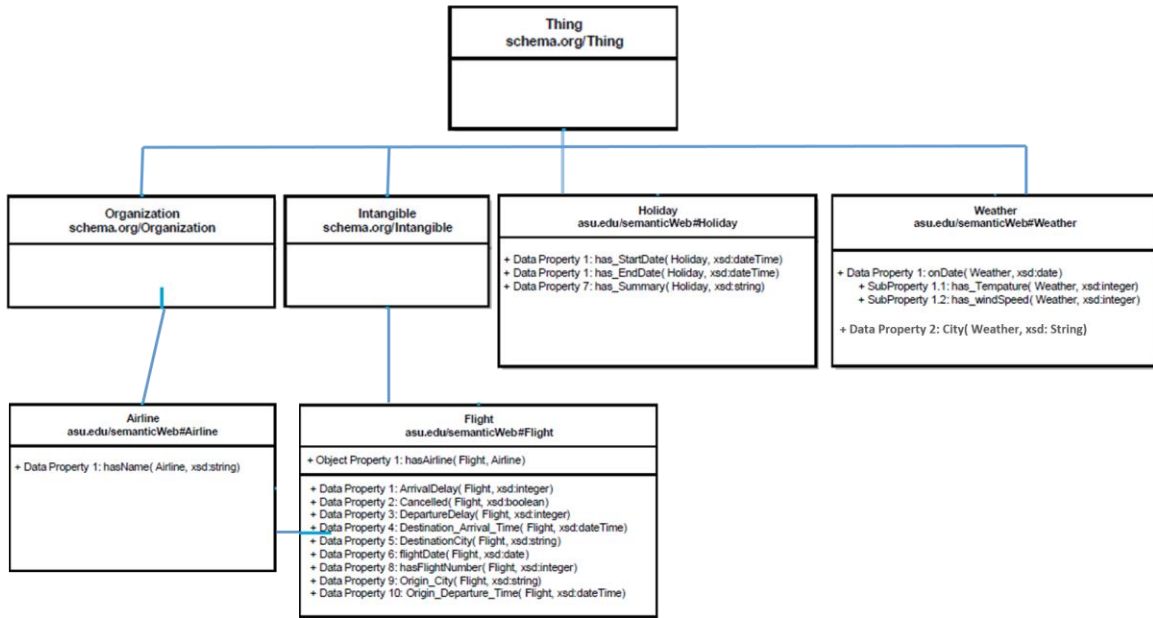 Thing
schema.org/Thing
Organization
schema.org/Organization
Intangible
schema.org/Intangible
Holiday
asu.edu/semanticWeb#Holiday
+ Data Property 1: has_StartDate( Holiday, xsd:dateTime)
+ Data Property 1: has_EndDate( Holiday, xsd:dateTime)
+ Data Property 7: has_Summary( Holiday, xsd:string)
Weather
asu.edu/semanticWeb#Weather
+ Data Property 1: onDate( Weather, xsd:date)
+ SubProperty 1.1: has_Tempature( Weather, xsd:integer)
+ SubProperty 1.2: has_windSpeed( Weather, xsd:integer)
+ Data Property 2: City( Weather, xsd: String)
Airline
asu.edu/semanticWeb#Airline
+ Data Property 1: hasName( Airline, xsd:string)
Flight
asu.edu/semanticWeb#Flight
+ Object Property 1: hasAirline( Flight, Airline)
+ Data Property 1: ArrivalDelay( Flight, xsd:integer)
+ Data Property 2: Cancelled( Flight, xsd:boolean)
+ Data Property 3: DepartureDelay( Flight, xsd:integer)
+ Data Property 4: Destination_Arrival_Time( Flight, xsd:dateTime)
+ Data Property 5: DestinationCity( Flight, xsd:string)
+ Data Property 6: flightDate( Flight, xsd:date)
+ Data Property 8: hasFlightNumber( Flight, xsd:integer)
+ Data Property 9: Origin_City( Flight, xsd:string)
+ Data Property 10: Origin_Departure_Time( Flight, xsd:dateTime)